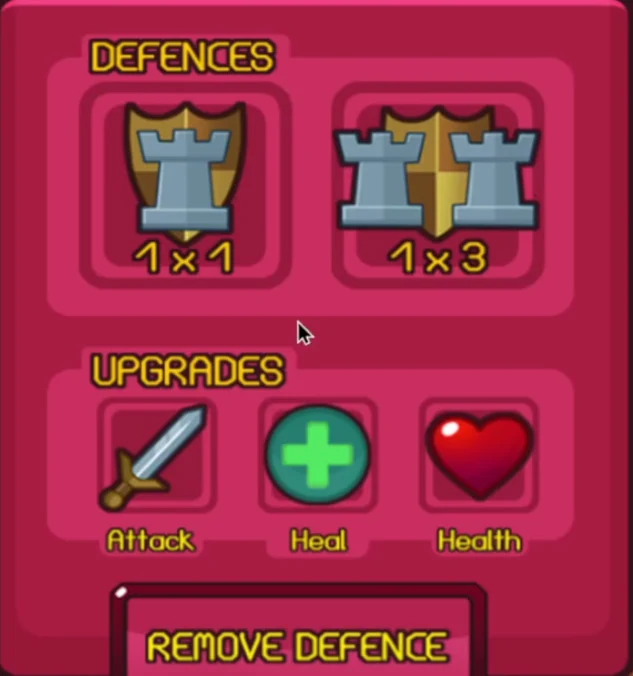 DEFENCES
1x1
1x3
UPGRADES
Attack
Heal
Health
REMOVE DEFENCE